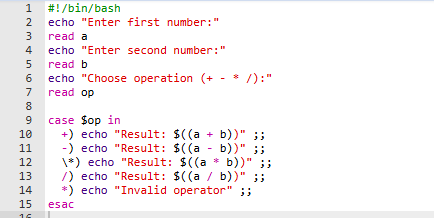 1 #!/bin/bash
2 echo "Enter first number:"
3 read a
4 echo "Enter second number:"
5 read b
6 echo "Choose operation (+ - * /):"
7 read op
8
9 case $op in
10 +) echo "Result: $((a + b))" ;;
11 -) echo "Result: $((a - b))" ;;
12 \*) echo "Result: $((a * b))" ;;
13 /) echo "Result: $((a / b))" ;;
14 *) echo "Invalid operator" ;;
15 esac
16